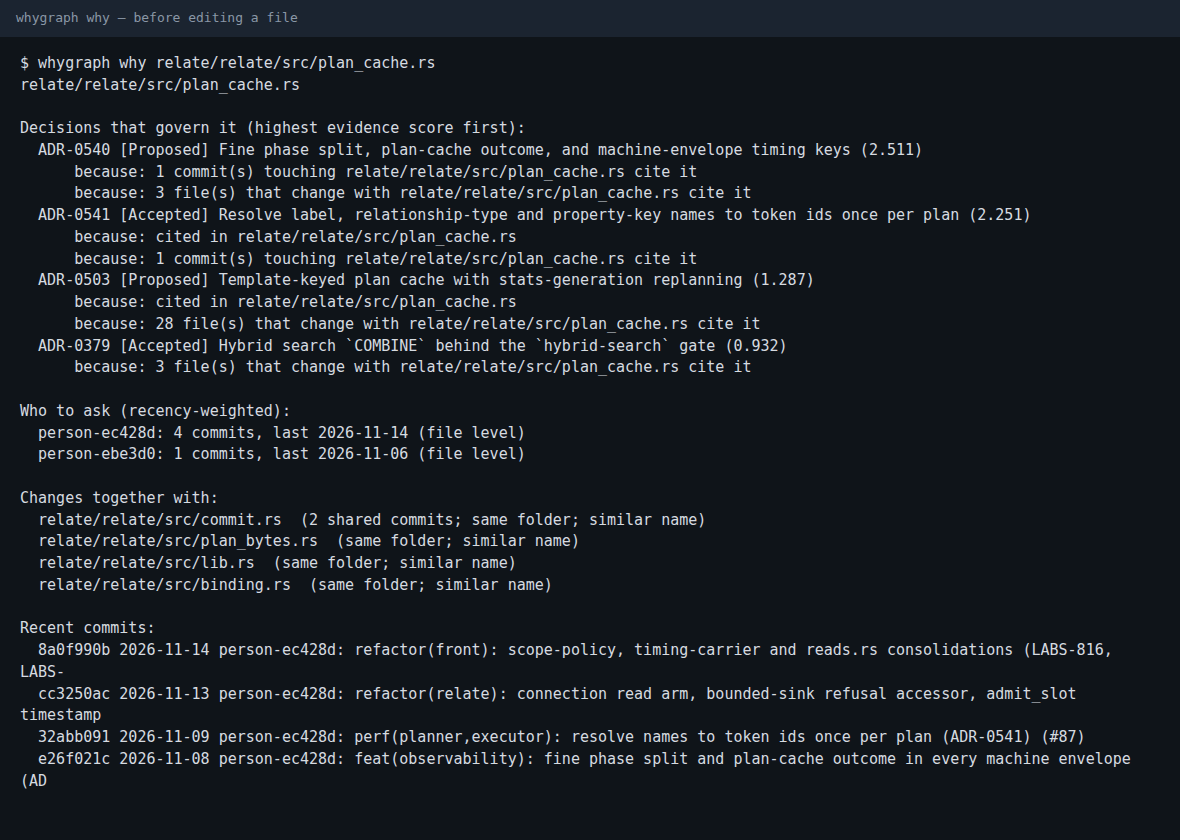 whygraph why — before editing a file
$ whygraph why relate/relate/src/plan_cache.rs
relate/relate/src/plan_cache.rs
Decisions that govern it (highest evidence score first):
ADR-0540 [Proposed] Fine phase split, plan-cache outcome, and machine-envelope timing keys (2.511)
because: 1 commit(s) touching relate/relate/src/plan_cache.rs cite it
because: 3 file(s) that change with relate/relate/src/plan_cache.rs cite it
ADR-0541 [Accepted] Resolve label, relationship-type and property-key names to token ids once per plan (2.251)
because: cited in relate/relate/src/plan_cache.rs
because: 1 commit(s) touching relate/relate/src/plan_cache.rs cite it
ADR-0503 [Proposed] Template-keyed plan cache with stats-generation replanning (1.287)
because: cited in relate/relate/src/plan_cache.rs
because: 28 file(s) that change with relate/relate/src/plan_cache.rs cite it
ADR-0379 [Accepted] Hybrid search `COMBINE` behind the `hybrid-search` gate (0.932)
because: 3 file(s) that change with relate/relate/src/plan_cache.rs cite it
Who to ask (recency-weighted):
person-ec428d: 4 commits, last 2026-11-14 (file level)
person-ebe3d0: 1 commits, last 2026-11-06 (file level)
Changes together with:
relate/relate/src/commit.rs  (2 shared commits; same folder; similar name)
relate/relate/src/plan_bytes.rs  (same folder; similar name)
relate/relate/src/lib.rs  (same folder; similar name)
relate/relate/src/binding.rs  (same folder; similar name)
Recent commits:
8a0f990b 2026-11-14 person-ec428d: refactor(front): scope-policy, timing-carrier and reads.rs consolidations (LABS-816,
LABS-
cc3250ac 2026-11-13 person-ec428d: refactor(relate): connection read arm, bounded-sink refusal accessor, admit_slot
timestamp
32abb091 2026-11-09 person-ec428d: perf(planner,executor): resolve names to token ids once per plan (ADR-0541) (#87)
e26f021c 2026-11-08 person-ec428d: feat(observability): fine phase split and plan-cache outcome in every machine envelope
(AD